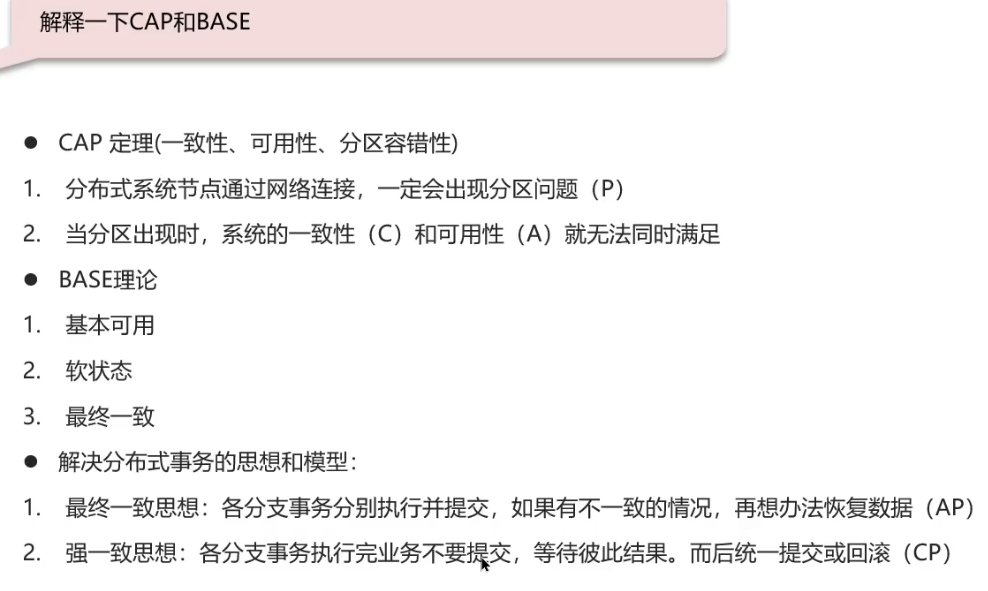 解释一下CAP和BASE
● CAP 定理(一致性、可用性、分区容错性)
1. 分布式系统节点通过网络连接，一定会出现分区问题（P）
2. 当分区出现时，系统的一致性（C）和可用性（A）就无法同时满足
● BASE理论
1. 基本可用
2. 软状态
3. 最终一致
● 解决分布式事务的思想和模型：
1. 最终一致思想：各分支事务分别执行并提交，如果有不一致的情况，再想办法恢复数据（AP）
2. 强一致思想：各分支事务执行完业务不要提交，等待彼此结果。而后统一提交或回滚（CP）